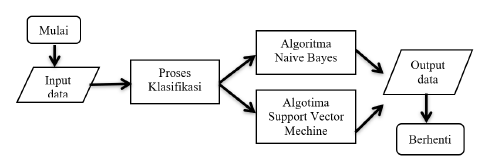 Mulai
Input
data
Proses
Klasifikasi
Algoritma
Naive Bayes
Algotima
Support Vector
Mechine
Output
data
Berhenti